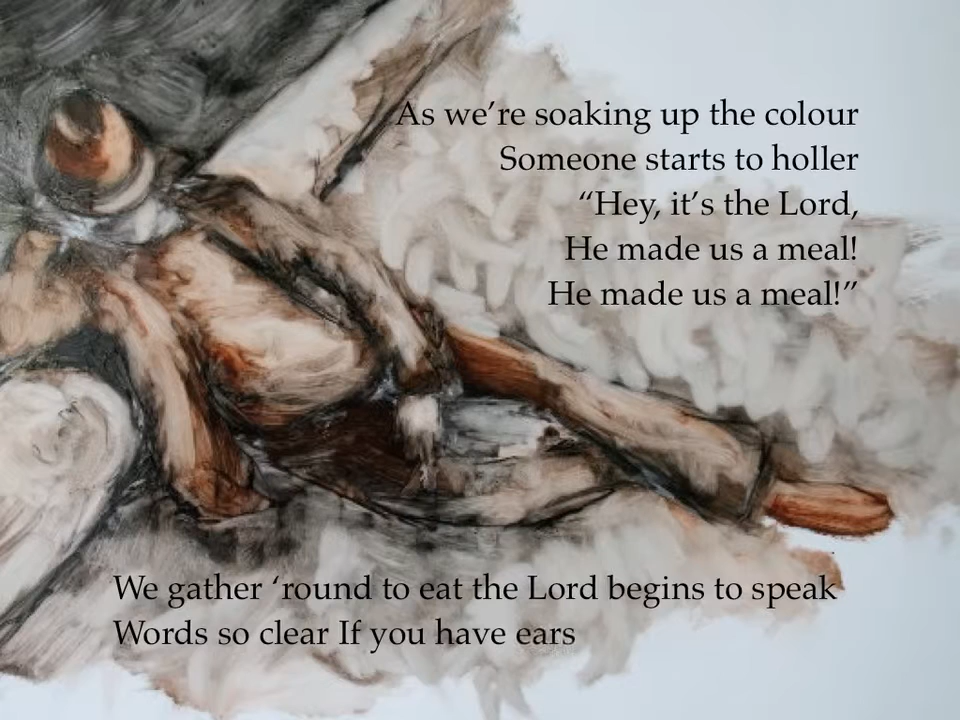 As we’re soaking up the colour
Someone starts to holler
“Hey, it’s the Lord,
He made us a meal!
He made us a meal!”
We gather ‘round to eat the Lord begins to speak
Words so clear If you have ears